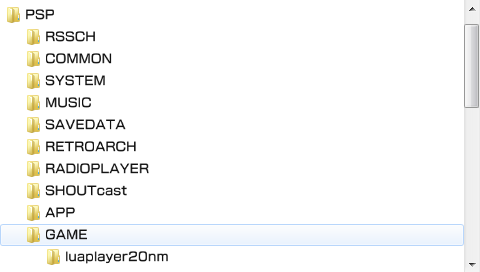 PSP
RSSCH
COMMON
SYSTEM
MUSIC
SAVEDATA
RETROARCH
RADIOPLAYER
SHOUTcast
APP
GAME
luaplayer20nm